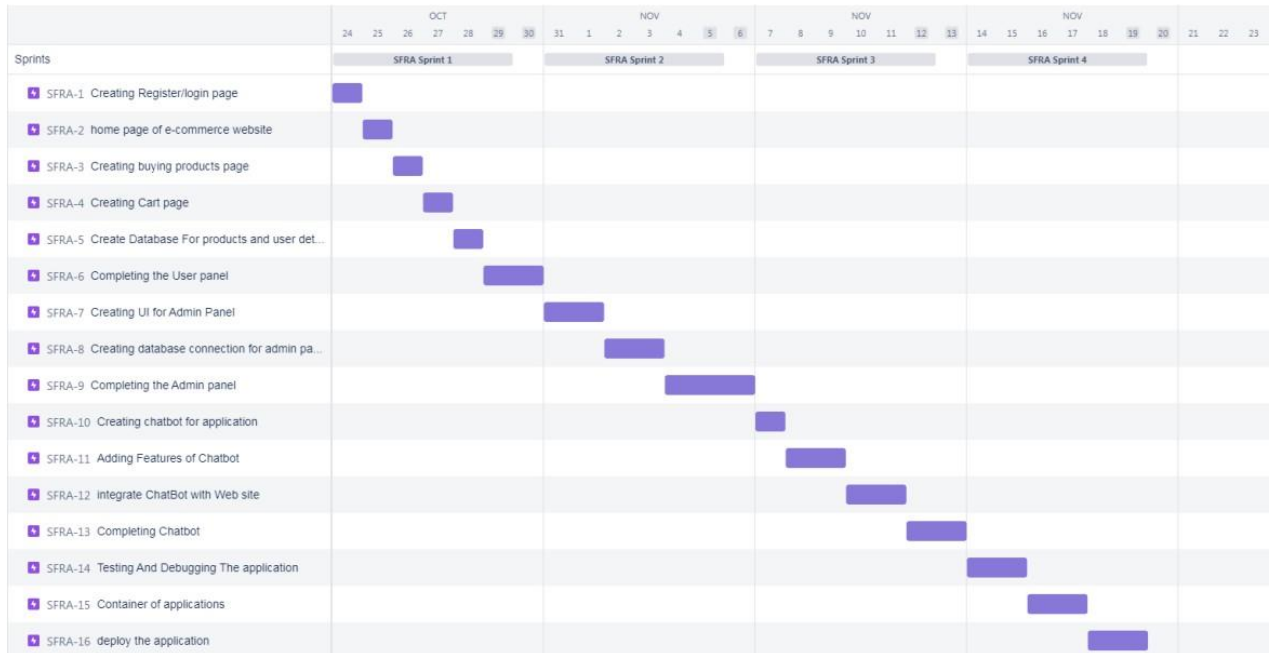 OCT NOV NOV NOV
24 25 26 27 28 29 30 31 1 2 3 4 5 6 7 8 9 10 11 12 13 14 15 16 17 18 19 20 21 22 23
Sprints SFRA Sprint 1 SFRA Sprint 2 SFRA Sprint 3 SFRA Sprint 4
SFRA-1 Creating Register/login page
SFRA-2 home page of e-commerce website
SFRA-3 Creating buying products page
SFRA-4 Creating Cart page
SFRA-5 Create Database For products and user det...
SFRA-6 Completing the User panel
SFRA-7 Creating UI for Admin Panel
SFRA-8 Creating database connection for admin pa...
SFRA-9 Completing the Admin panel
SFRA-10 Creating chatbot for application
SFRA-11 Adding Features of Chatbot
SFRA-12 integrate ChatBot with Web site
SFRA-13 Completing Chatbot
SFRA-14 Testing And Debugging The application
SFRA-15 Container of applications
SFRA-16 deploy the application